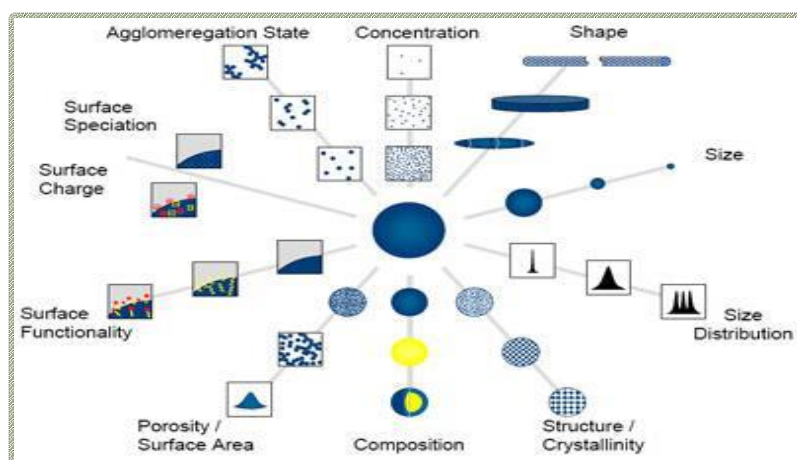 Agglomeregation State
Concentration
Shape
Surface
Speciation
Surface
Charge
Size
Surface
Functionality
Size
Distribution
Porosity /
Surface Area
Composition
Structure /
Crystallinity